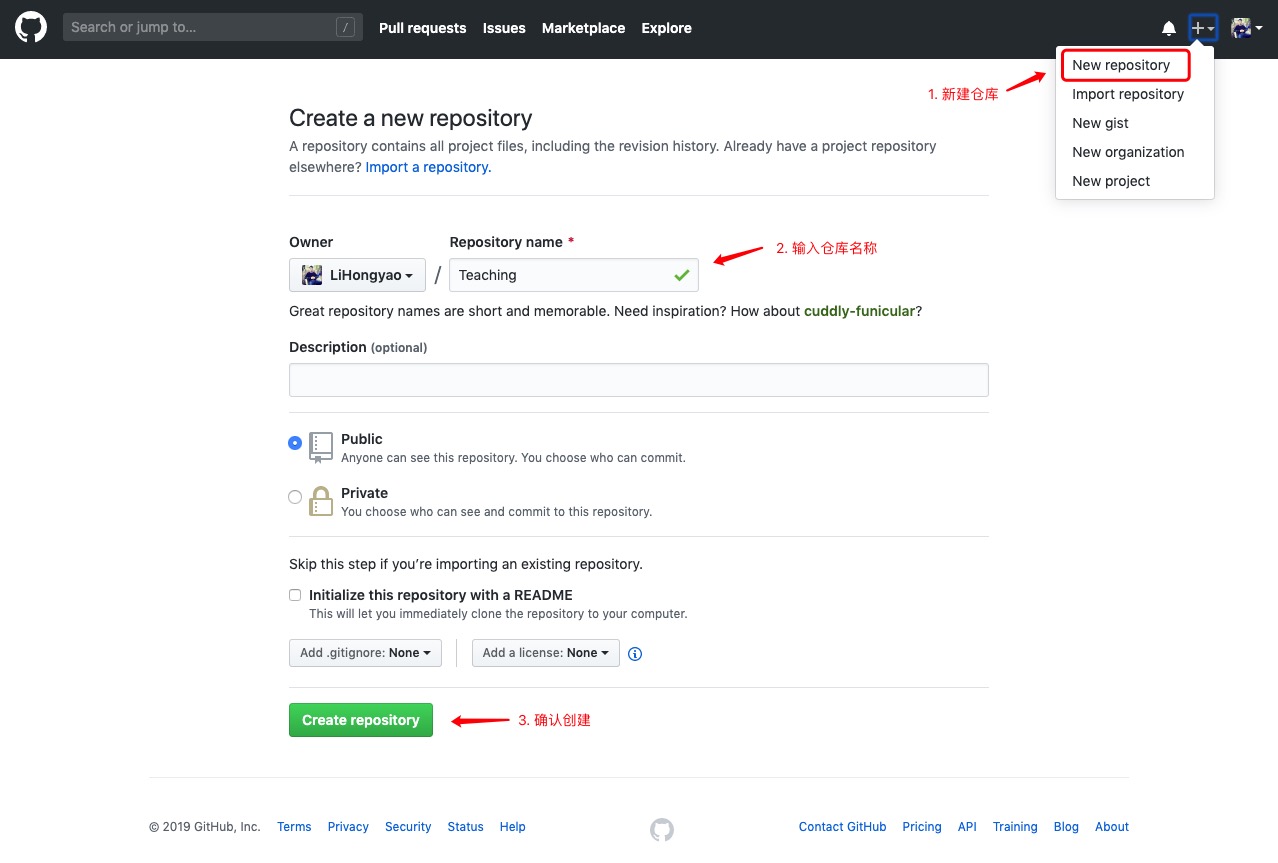 Search or jump to... /
Pull requests Issues Marketplace Explore
New repository
Import repository
New gist
New organization
New project
1. 新建仓库
Create a new repository
A repository contains all project files, including the revision history. Already have a project repository
elsewhere? Import a repository.
Owner
Repository name *
LiHongyao / Teaching
2. 输入仓库名称
Great repository names are short and memorable. Need inspiration? How about cuddly-funicular?
Description (optional)
Public
Anyone can see this repository. You choose who can commit.
Private
You choose who can see and commit to this repository.
Skip this step if you’re importing an existing repository.
Initialize this repository with a README
This will let you immediately clone the repository to your computer.
Add .gitignore: None Add a license: None
Create repository
3. 确认创建
© 2019 GitHub, Inc. Terms Privacy Security Status Help Contact GitHub Pricing API Training Blog About